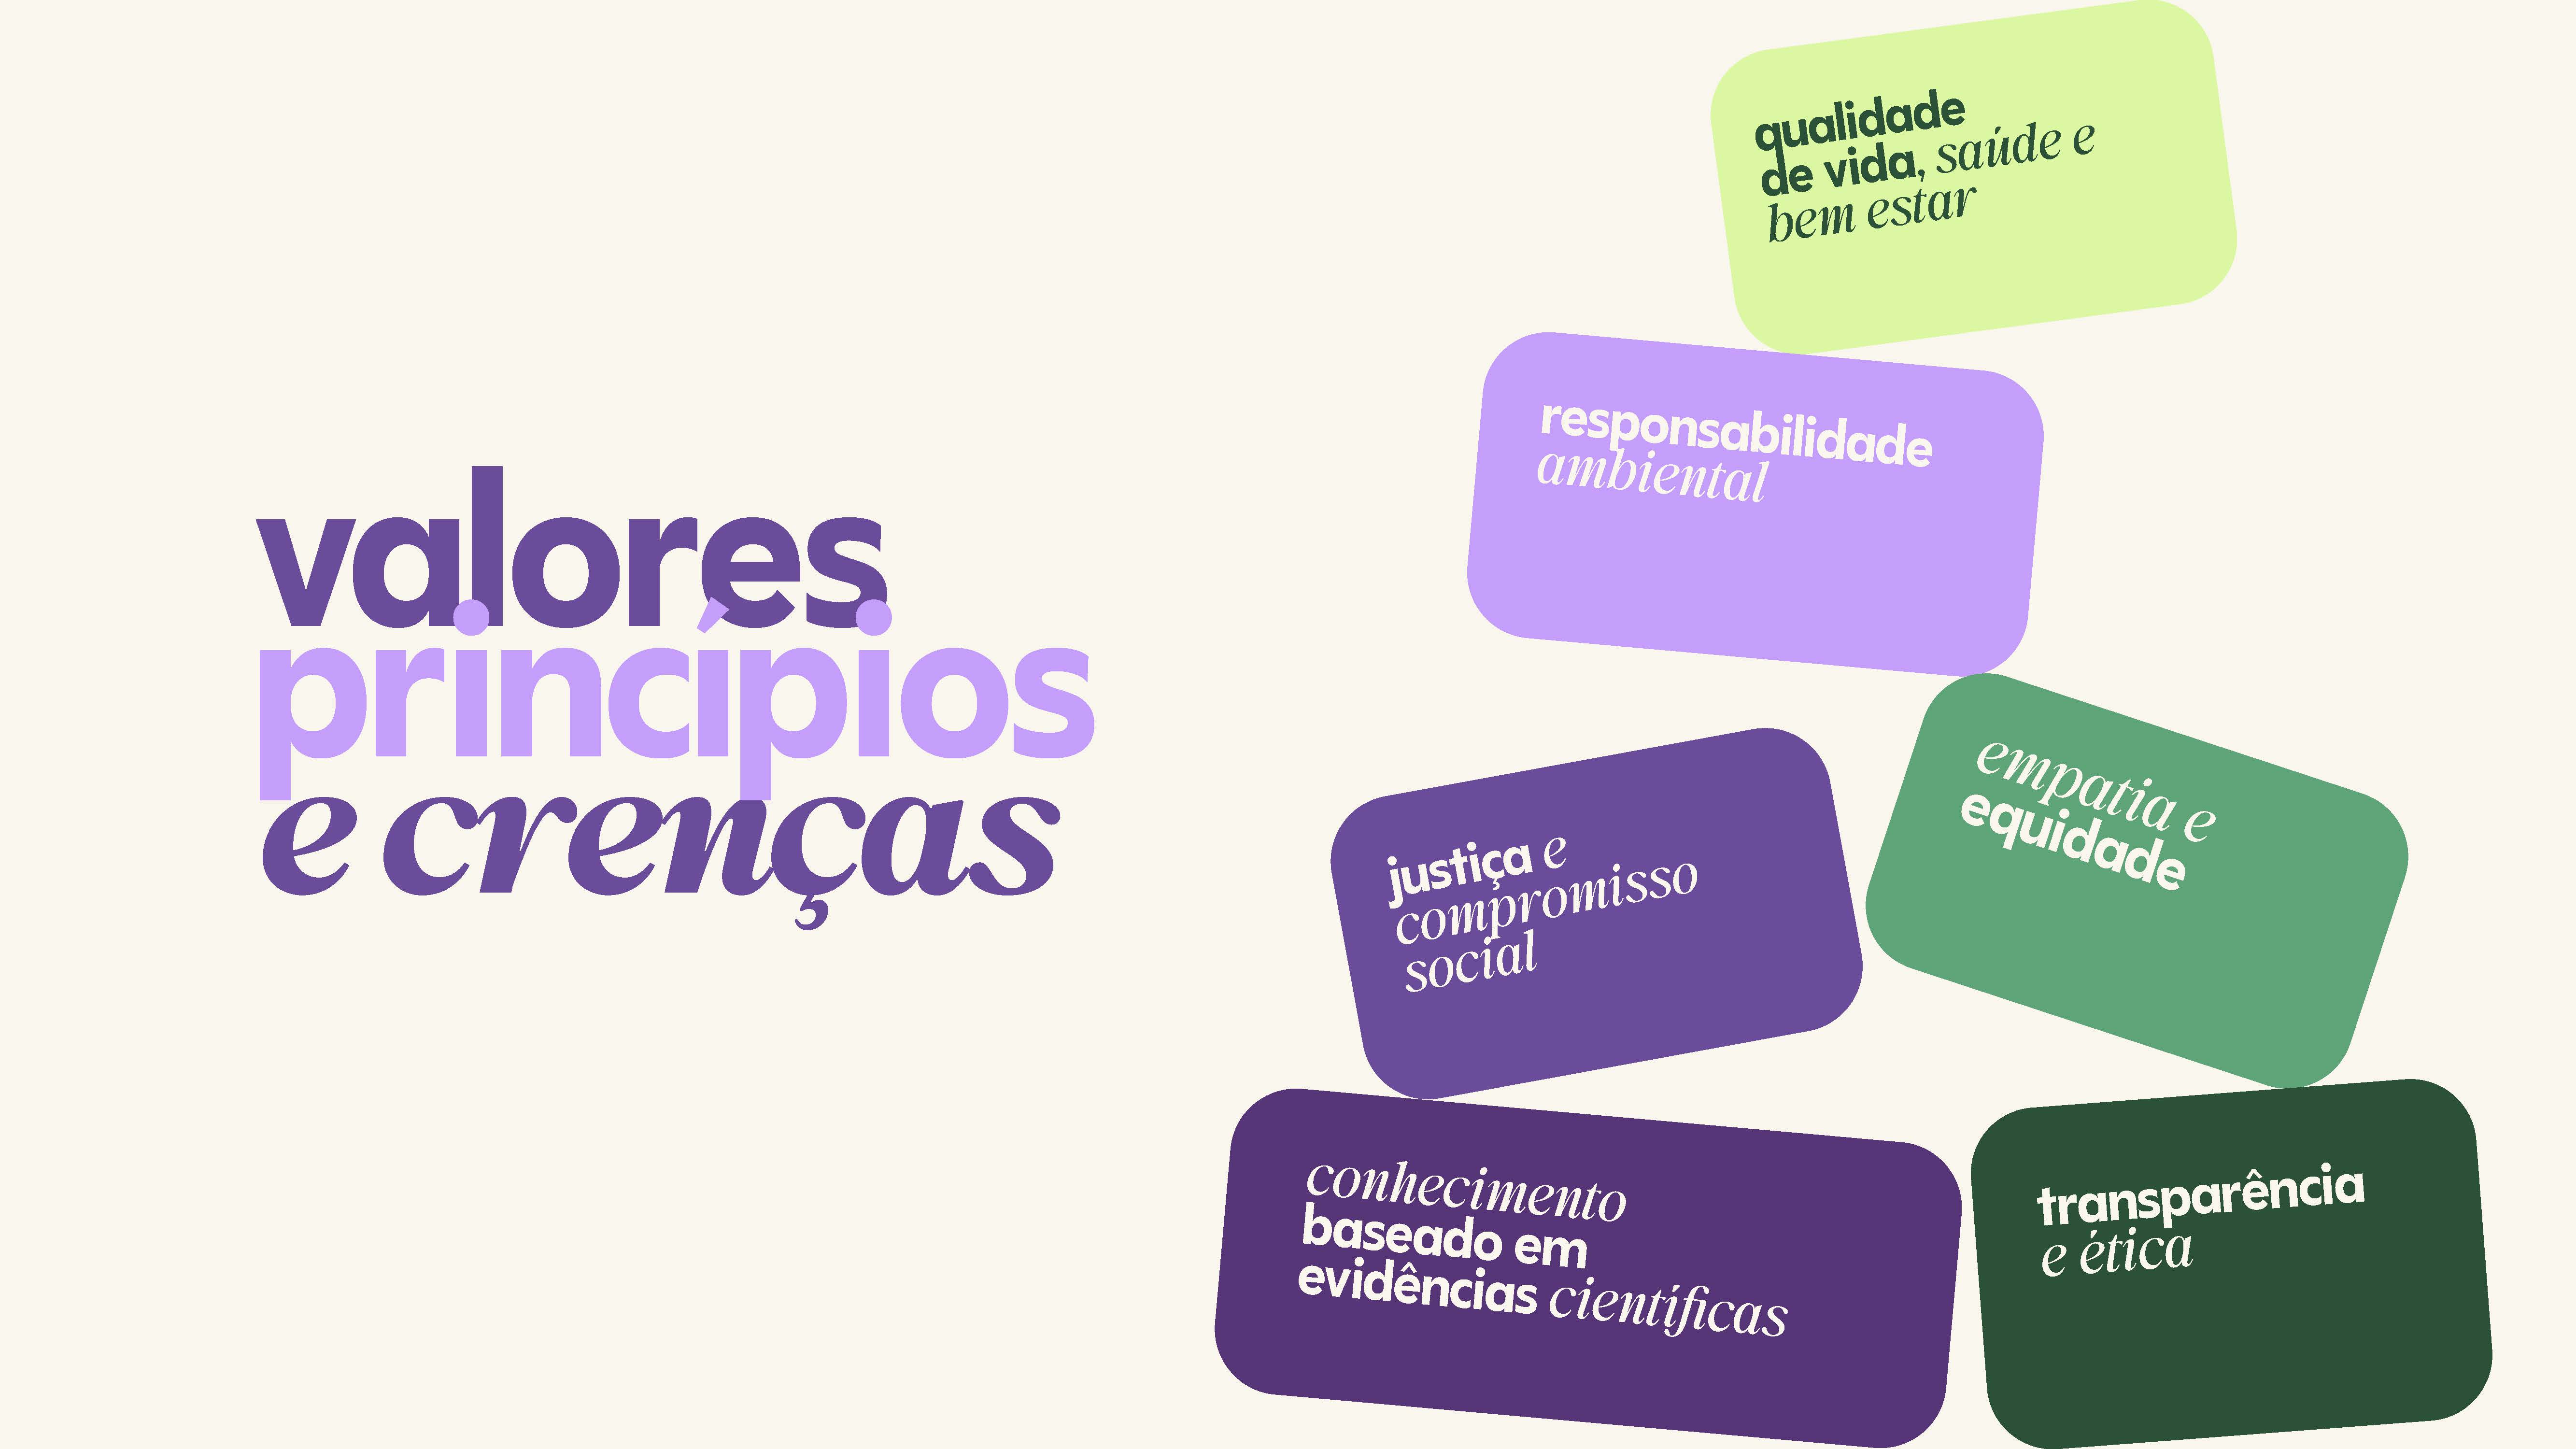 valores
princípios
e crenças
qualidade
de vida, saúde e
bem estar
responsabilidade
ambiental
empatia e
equidade
justiça e
compromisso
social
conhecimento
baseado em
evidências científicas
transparência
e ética